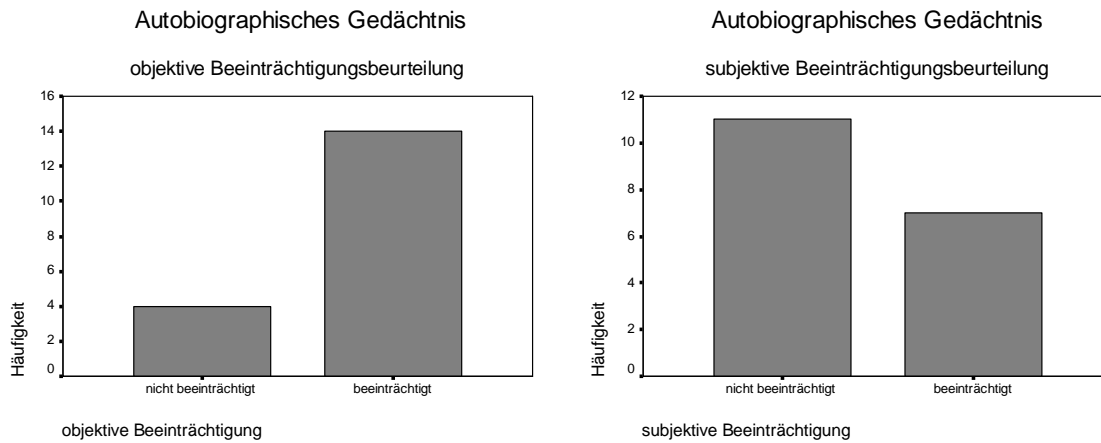 Autobiographisches Gedächtnis
objektive Beeinträchtigungsbeurteilung
16
14
12
10
8
6
4
2
0
Häufigkeit
nicht beeinträchtigt
beeinträchtigt
objektive Beeinträchtigung
Autobiographisches Gedächtnis
subjektive Beeinträchtigungsbeurteilung
12
10
8
6
4
2
0
Häufigkeit
nicht beeinträchtigt
beeinträchtigt
subjektive Beeinträchtigung